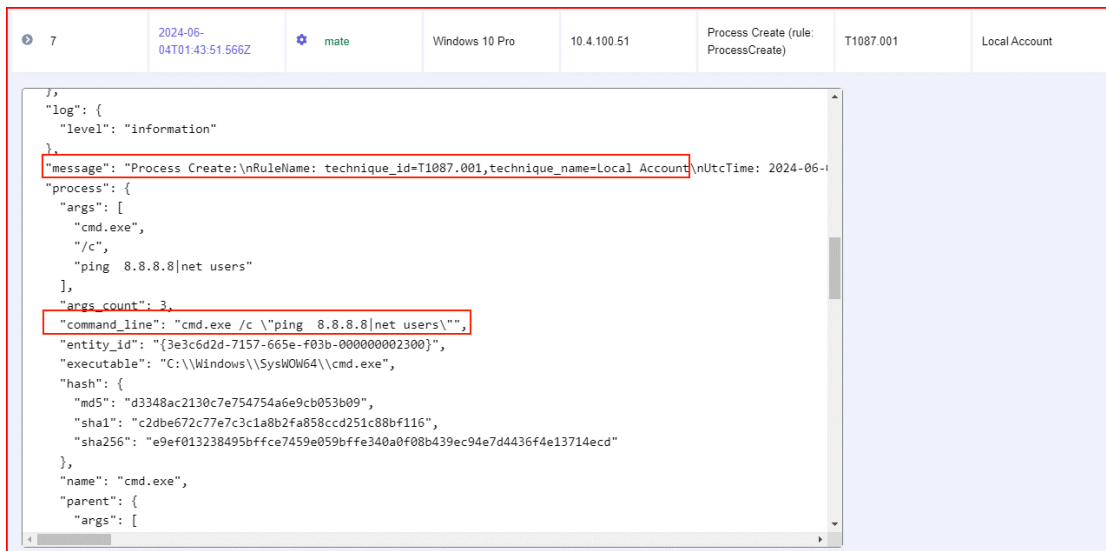 7 2024-06-04T01:43:51.566Z mate Windows 10 Pro 10.4.100.51 Process Create (rule: ProcessCreate) T1087.001 Local Account
},
"log": {
"level": "information"
},
"message": "Process Create:\nRuleName: technique_id=T1087.001,technique_name=Local Account\nUtcTime: 2024-06-
"process": {
"args": [
"cmd.exe",
"/c",
"ping  8.8.8.8|net users"
],
"args_count": 3,
"command_line": "cmd.exe /c \"ping  8.8.8.8|net users\"",
"entity_id": "{3e3c6d2d-7157-665e-f03b-000000002300}",
"executable": "C:\\Windows\\SysWOW64\\cmd.exe",
"hash": {
"md5": "d3348ac2130c7e754754a6e9cb053b09",
"sha1": "c2dbe672c77e7c3c1a8b2fa858ccd251c88bf116",
"sha256": "e9ef013238495bffce7459e059bffe340a0f08b439ec94e7d4436f4e13714ecd"
},
"name": "cmd.exe",
"parent": {
"args": [